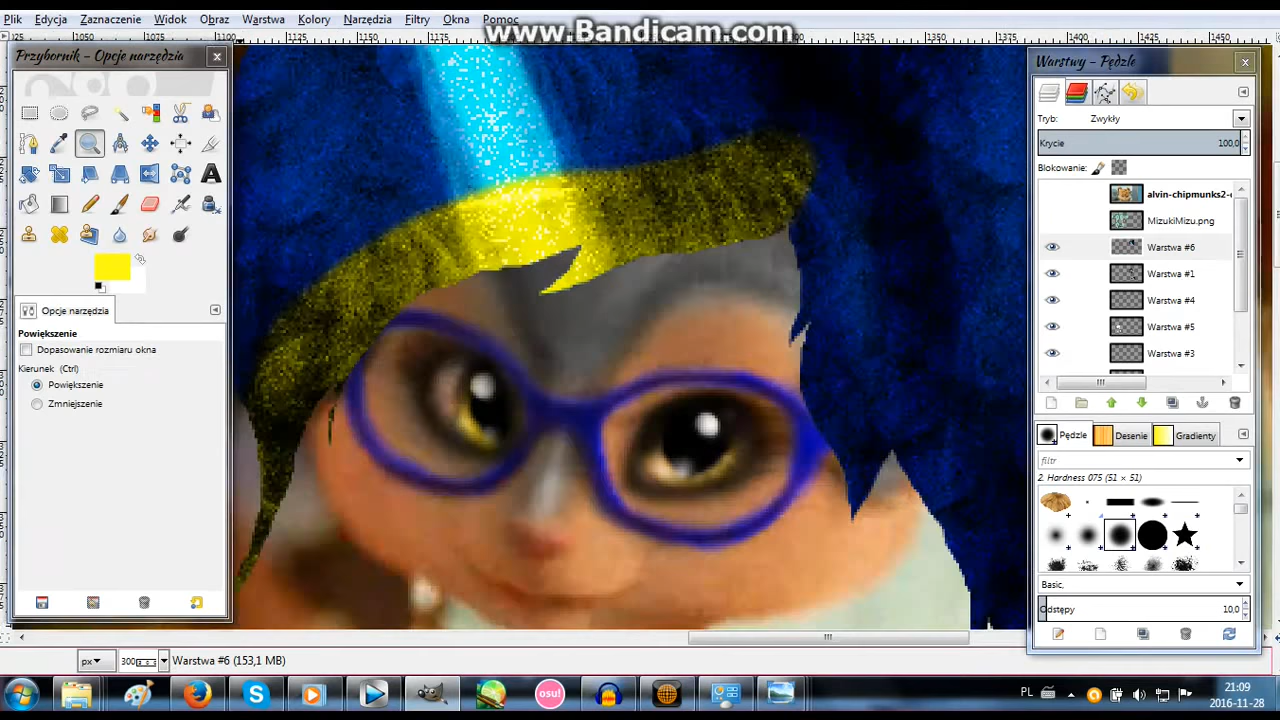 Plik Edycja Zaznaczenie Widok Obraz Warstwa Kolory Narzędzia Filtry Okna Pomoc
www.Bandicam.com
Przybornik – Opcje narzędzia
Opcje narzędzia
Powiększenie
Dopasowanie rozmiaru okna
Kierunek (Ctrl)
Powiększenie
Zmniejszenie
Warstwy – Pędzle
Tryb: Zwykły
Krycie 100,0
Blokowanie:
alvin-chipmunks2-
MizukiMizu.png
Warstwa #6
Warstwa #1
Warstwa #4
Warstwa #5
Warstwa #3
Pędzle Desenie Gradienty
filtr
2. Hardness 075 (51 × 51)
Basic,
Odstępy 10,0
px 300 Warstwa #6 (153,1 MB)
osu!
PL
21:09
2016-11-28